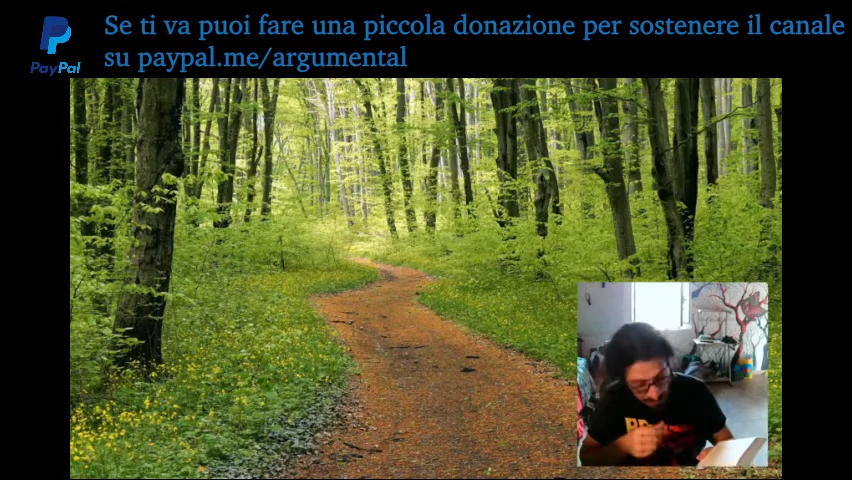 Se ti va puoi fare una piccola donazione per sostenere il canale
su paypal.me/argumental
PayPal